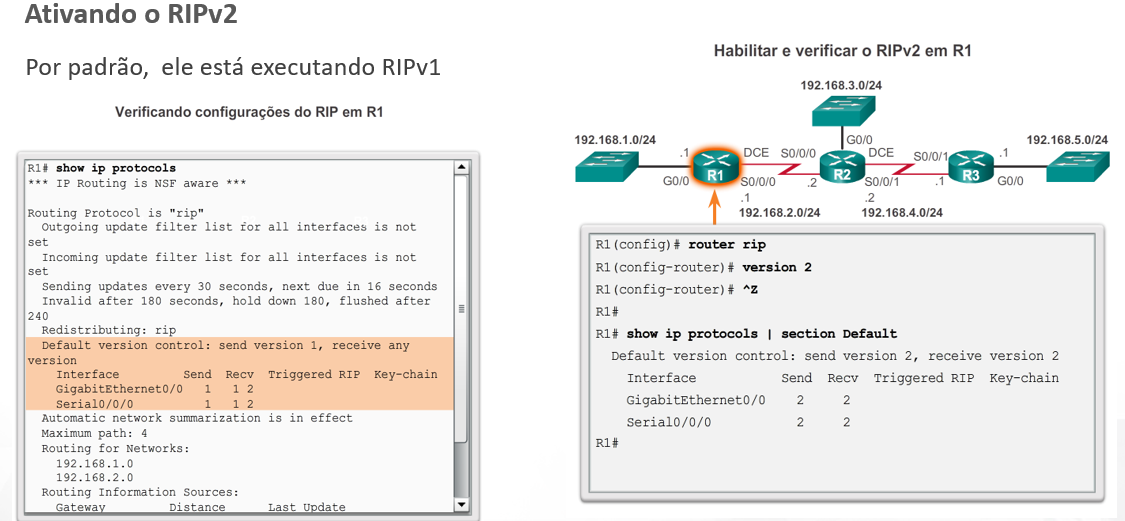 Ativando o RIPv2
Por padrão, ele está executando RIPv1
Verificando configurações do RIP em R1
R1# show ip protocols
*** IP Routing is NSF aware ***
Routing Protocol is "rip"
Outgoing update filter list for all interfaces is not
set
Incoming update filter list for all interfaces is not
set
Sending updates every 30 seconds, next due in 16 seconds
Invalid after 180 seconds, hold down 180, flushed after
240
Redistributing: rip
Default version control: send version 1, receive any
version
Interface Send Recv Triggered RIP Key-chain
GigabitEthernet0/0 1 1 2
Serial0/0/0 1 1 2
Automatic network summarization is in effect
Maximum path: 4
Routing for Networks:
192.168.1.0
192.168.2.0
Routing Information Sources:
Gateway Distance Last Update
Habilitar e verificar o RIPv2 em R1
192.168.3.0/24
192.168.1.0/24 G0/0 192.168.5.0/24
.1 DCE S0/0/0 DCE S0/0/1 .1
R1 R2 R3
G0/0 S0/0/0 .2 S0/0/1 .1 G0/0
.1 .2
192.168.2.0/24 192.168.4.0/24
R1(config)# router rip
R1(config-router)# version 2
R1(config-router)# ^Z
R1#
R1# show ip protocols | section Default
Default version control: send version 2, receive version 2
Interface Send Recv Triggered RIP Key-chain
GigabitEthernet0/0 2 2
Serial0/0/0 2 2
R1#